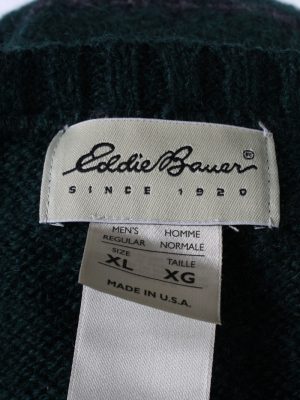 Eddie Bauer®
SINCE 1920
MEN'S HOMME
REGULAR NORMALE
SIZE TAILLE
XL XG
MADE IN U.S.A.